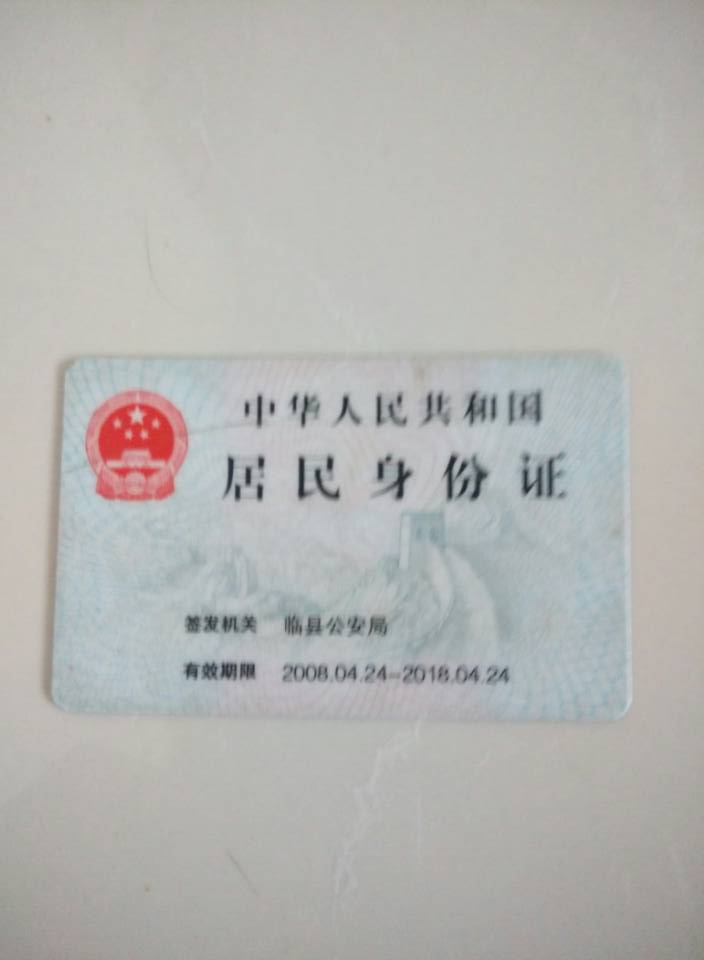 中华人民共和国
居民身份证
签发机关 临县公安局
有效期限 2008.04.24-2018.04.24